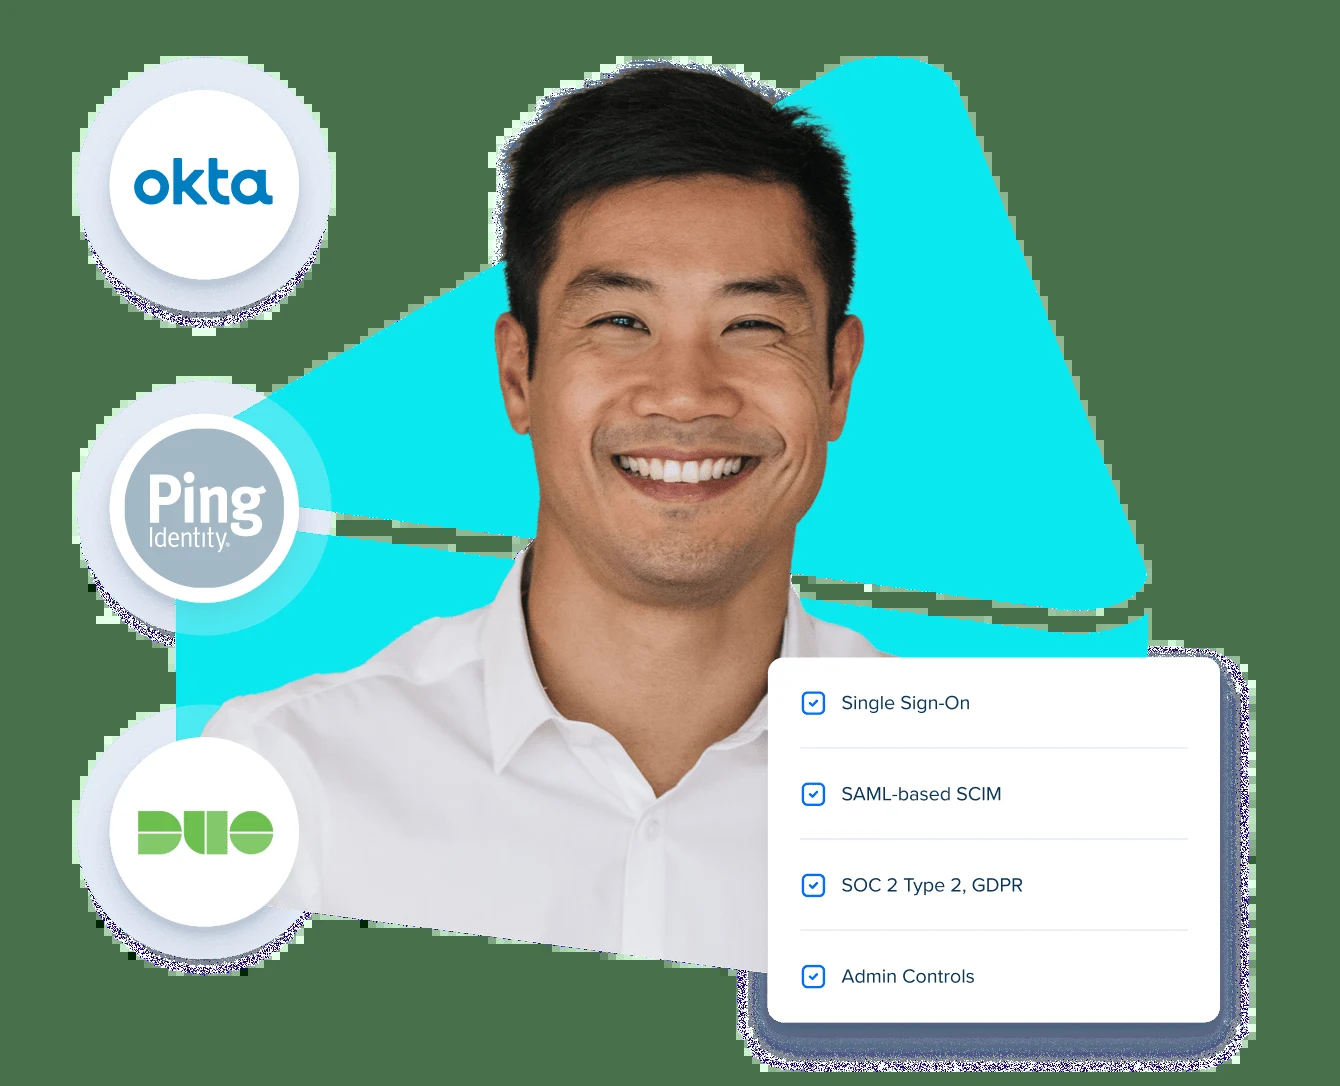 okta
Ping
Identity®
DUO
Single Sign-On
SAML-based SCIM
SOC 2 Type 2, GDPR
Admin Controls